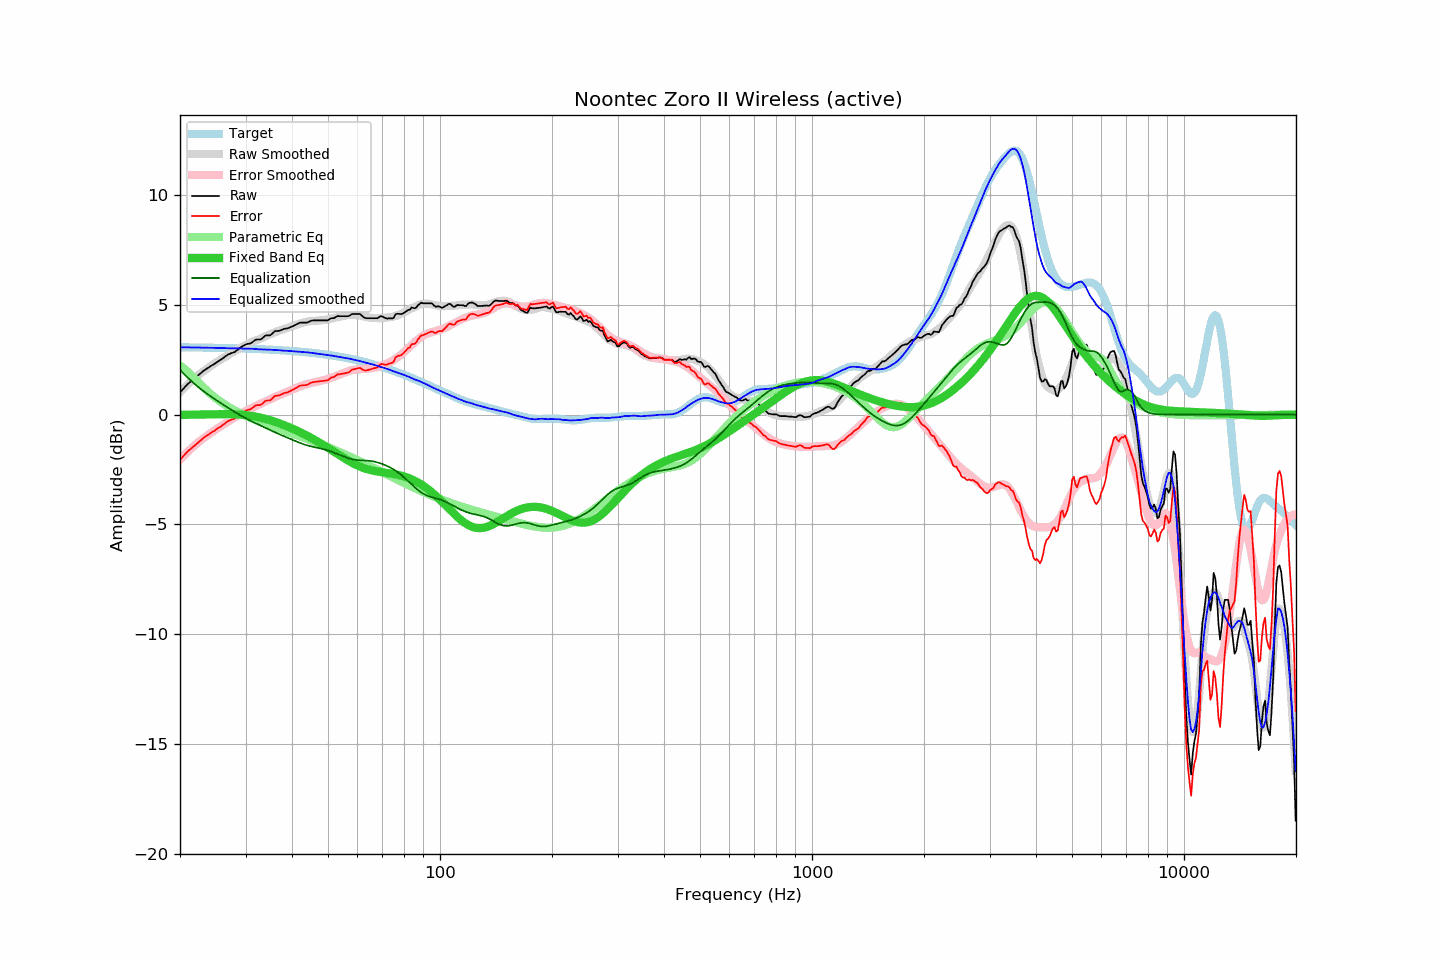 Noontec Zoro II Wireless (active)
Target
Raw Smoothed
Error Smoothed
Raw
Error
Parametric Eq
Fixed Band Eq
Equalization
Equalized smoothed
10
5
0
−5
−10
−15
−20
Amplitude (dBr)
100
1000
10000
Frequency (Hz)